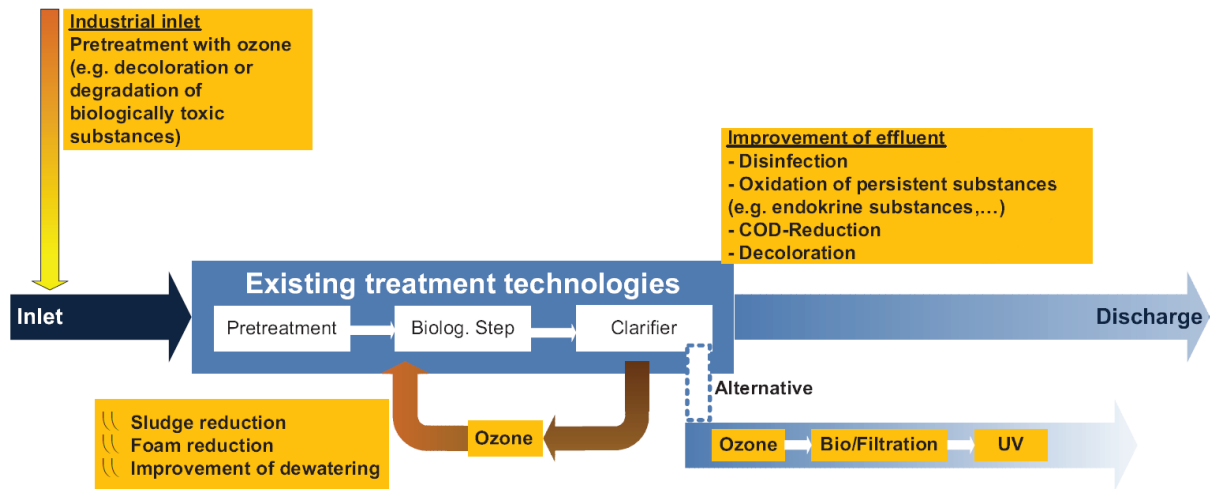 Industrial inlet
Pretreatment with ozone
(e.g. decoloration or
degradation of
biologically toxic
substances)
Improvement of effluent
- Disinfection
- Oxidation of persistent substances
(e.g. endokrine substances,...)
- COD-Reduction
- Decoloration
Existing treatment technologies
Inlet
Pretreatment
Biolog. Step
Clarifier
Discharge
Alternative
Sludge reduction
Foam reduction
Improvement of dewatering
Ozone
Ozone
Bio/Filtration
UV